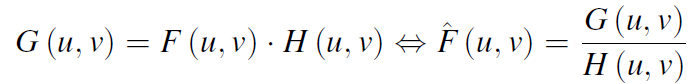 G(u, v) = F(u, v) · H(u, v) ⇔ F̂(u, v) = G(u, v) / H(u, v)